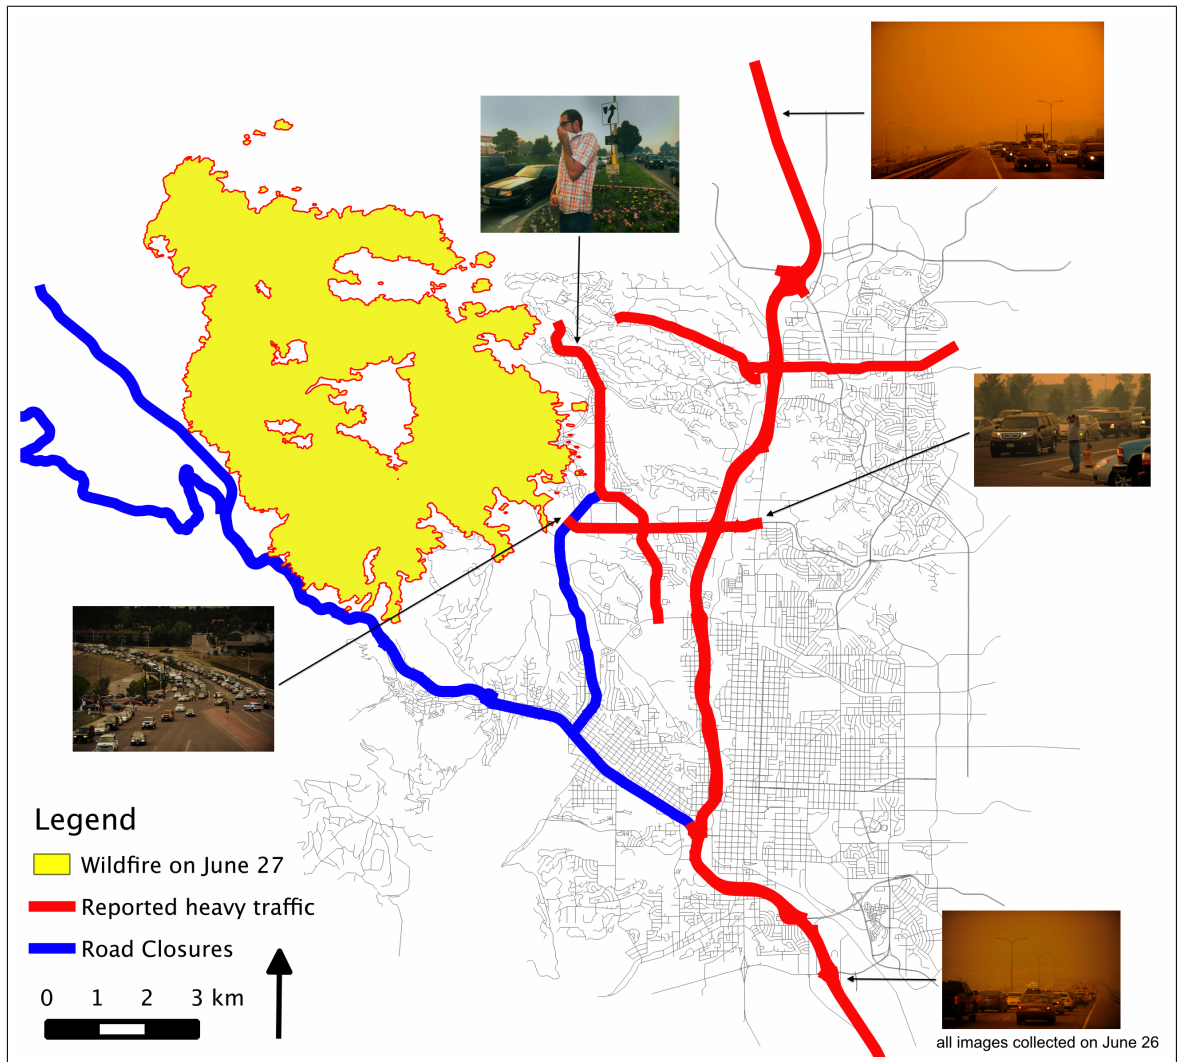 Legend
Wildfire on June 27
Reported heavy traffic
Road Closures
0 1 2 3 km
all images collected on June 26